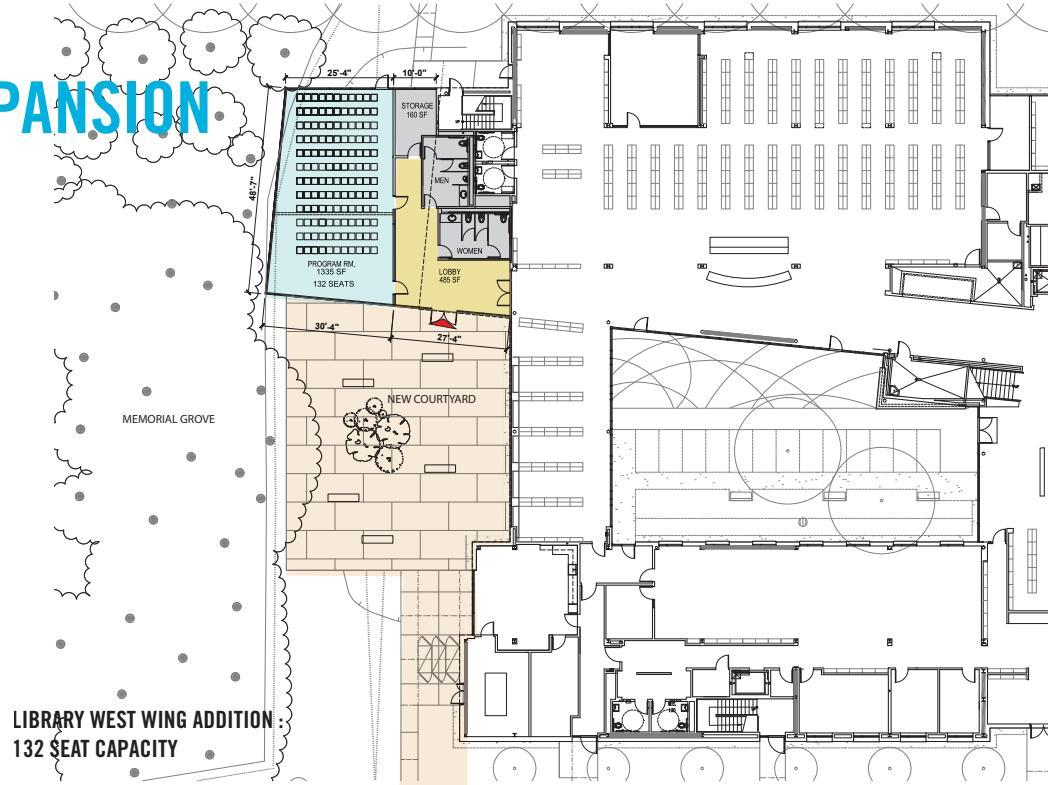 PANSION
25'-4"
10'-0"
STORAGE
160 SF
48'-7"
MEN
WOMEN
PROGRAM RM.
1335 SF
132 SEATS
LOBBY
485 SF
30'-4"
27'-4"
NEW COURTYARD
MEMORIAL GROVE
LIBRARY WEST WING ADDITION :
132 SEAT CAPACITY